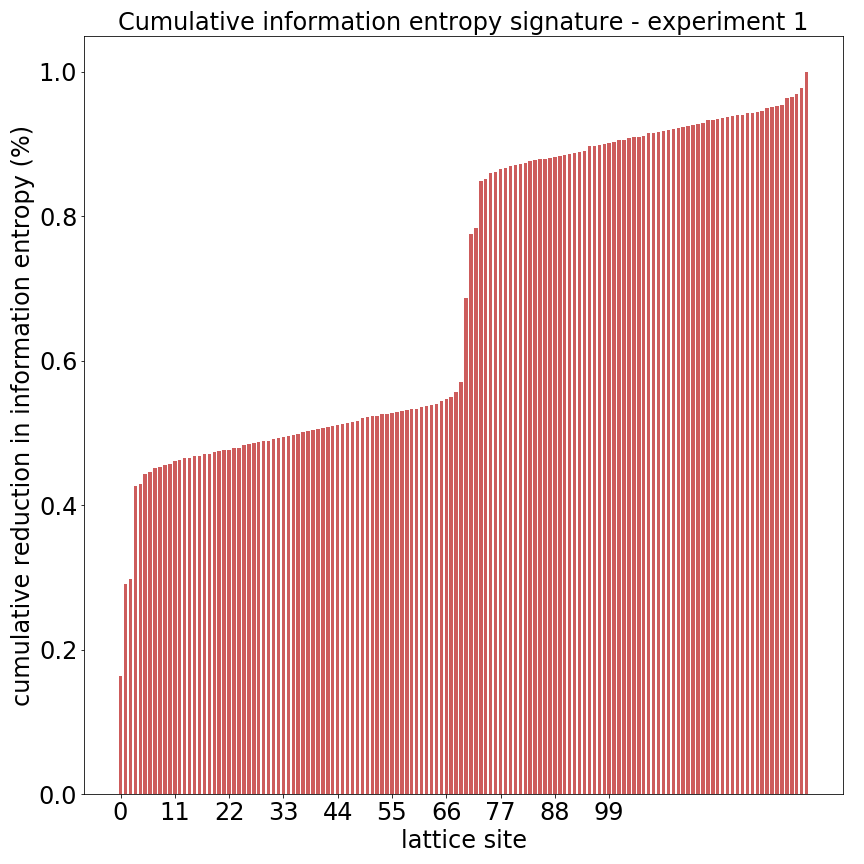 Cumulative information entropy signature - experiment 1
cumulative reduction in information entropy (%)
1.0
0.8
0.6
0.4
0.2
0.0
0 11 22 33 44 55 66 77 88 99
lattice site